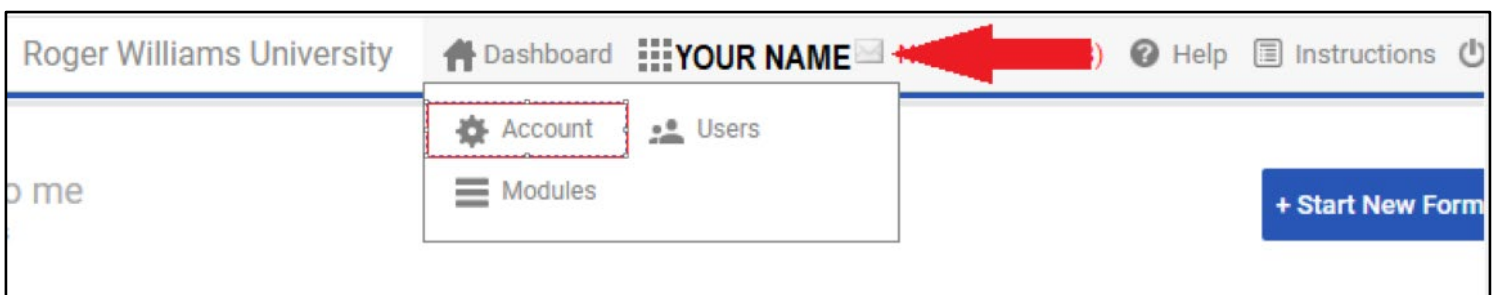 Roger Williams University Dashboard YOUR NAME ) Help Instructions
Account Users
Modules
o me
+ Start New Form